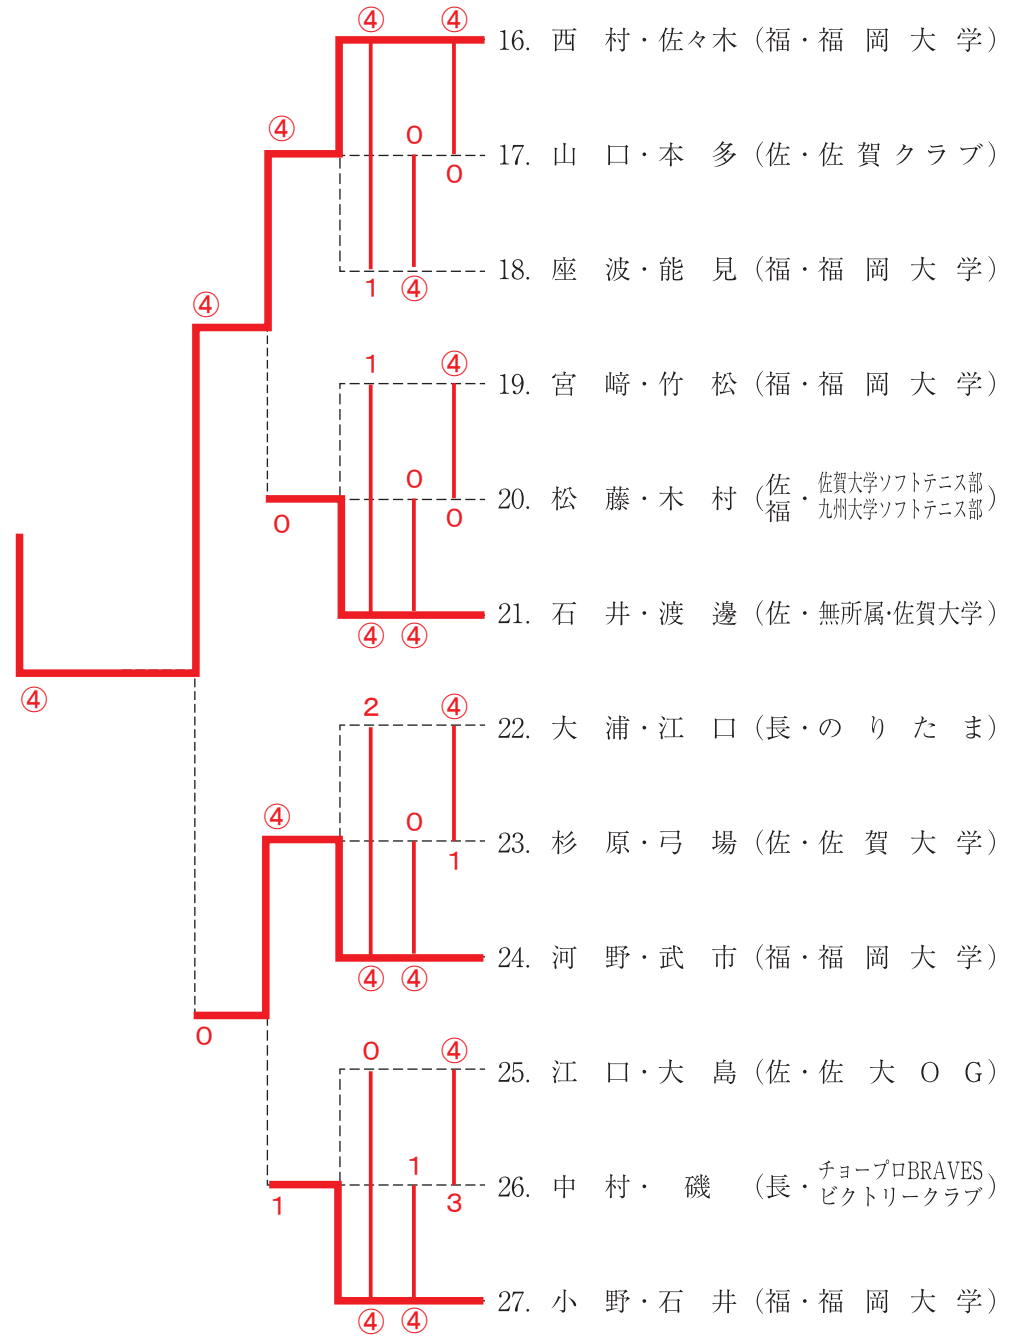 ④ ④
16. 西 村・佐々木 (福・福 岡 大 学)
④
0
17. 山 口・本 多 (佐・佐 賀 ク ラ ブ)
0
18. 座 波・能 見 (福・福 岡 大 学)
1 ④
④
1 ④
19. 宮 﨑・竹 松 (福・福 岡 大 学)
0
20. 松 藤・木 村 (佐 福・佐賀大学ソフトテニス部
九州大学ソフトテニス部)
0 0
21. 石 井・渡 邊 (佐・無所属・佐賀大学)
④ ④
④
2 ④
22. 大 浦・江 口 (長・の り た ま)
④
0
23. 杉 原・弓 場 (佐・佐 賀 大 学)
1
24. 河 野・武 市 (福・福 岡 大 学)
④ ④
0
0 ④
25. 江 口・大 島 (佐・佐 大 O G)
1
26. 中 村・ 磯 (長・チョープロBRAVES
ビクトリークラブ)
1 3
27. 小 野・石 井 (福・福 岡 大 学)
④ ④